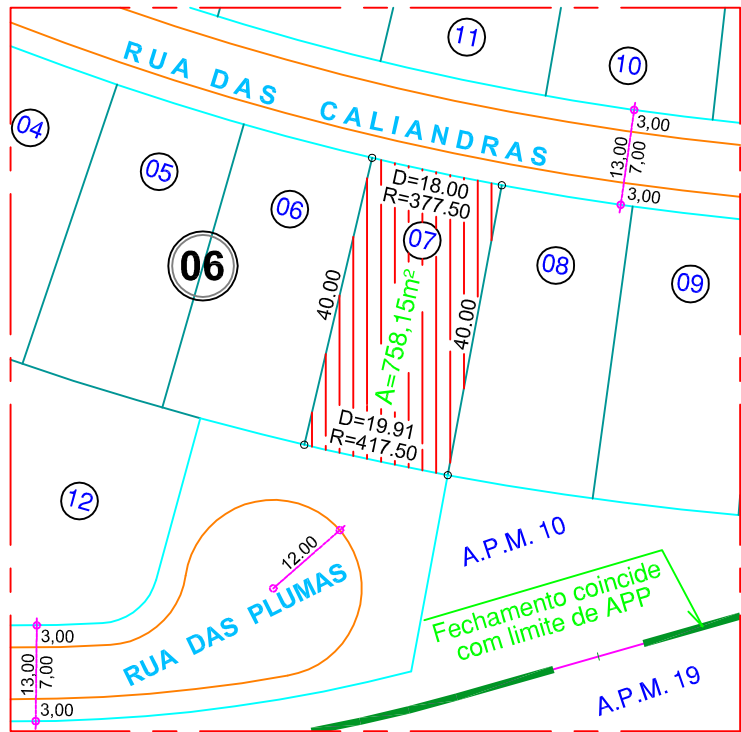 11
10
RUA DAS CALIANDRAS
3,00
13,00
7,00
3,00
04
05
06
D=18.00
R=377.50
07
08
09
06
40.00
40.00
A=758,15m²
D=19.91
R=417.50
12
A.P.M. 10
12.00
Fechamento coincide
com limite de APP
RUA DAS PLUMAS
3,00
13,00
7,00
3,00
A.P.M. 19